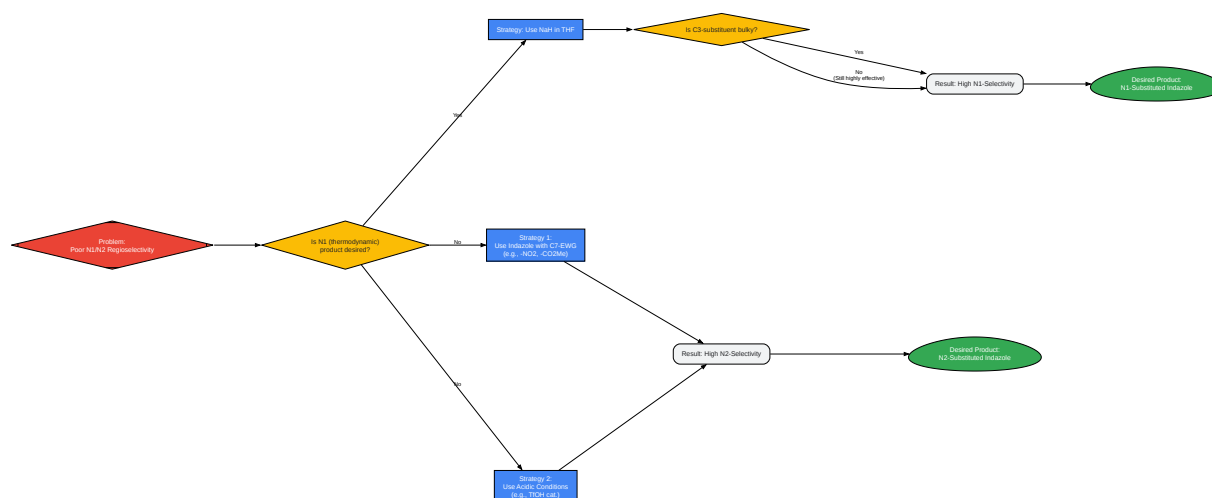 Strategy: Use NaH in THF
Is C3-substituent bulky?
Yes
No
(Still highly effective)
Result: High N1-Selectivity
Desired Product:
N1-Substituted Indazole
Yes
Problem:
Poor N1/N2 Regioselectivity
Is N1 (thermodynamic)
product desired?
No
Strategy 1:
Use Indazole with C7-EWG
(e.g., -NO2, -CO2Me)
Result: High N2-Selectivity
Desired Product:
N2-Substituted Indazole
No
Strategy 2:
Use Acidic Conditions
(e.g., TfOH cat.)